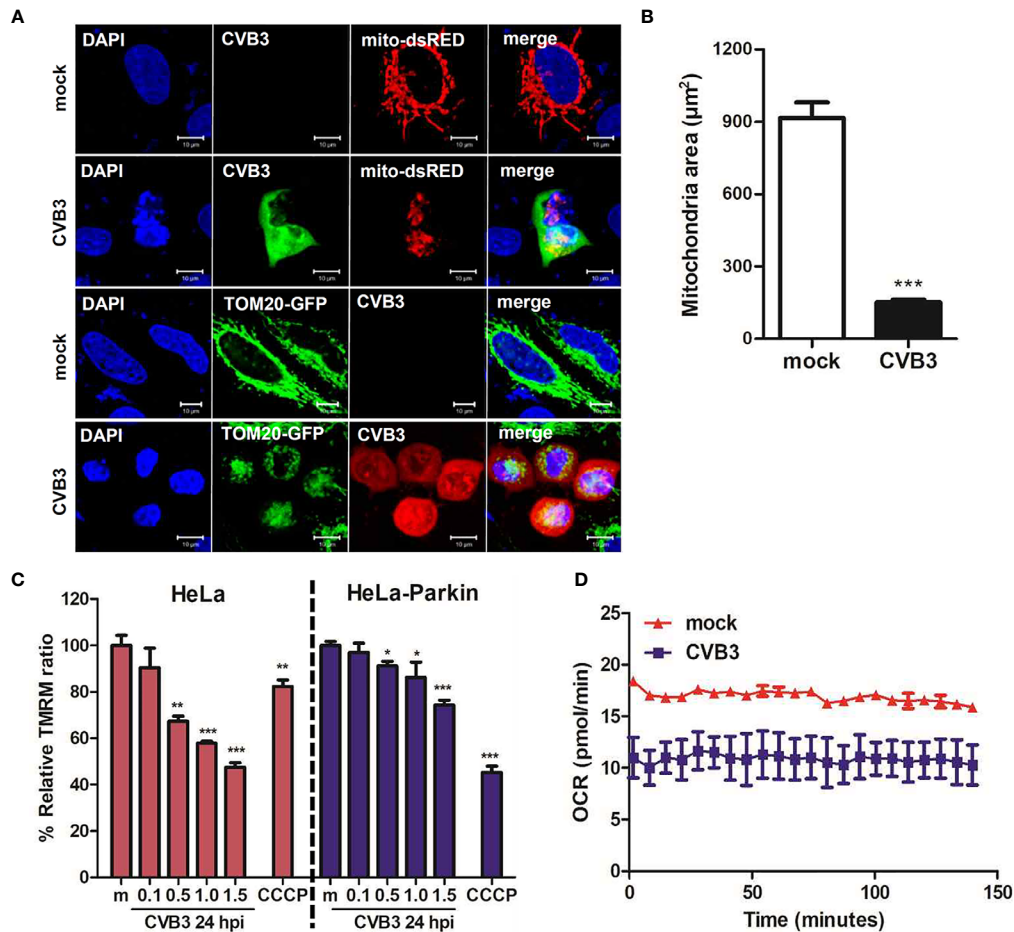 A
DAPI CVB3 mito-dsRED merge
mock
10 µm 10 µm 10 µm 10 µm
DAPI CVB3 mito-dsRED merge
CVB3
10 µm 10 µm 10 µm 10 µm
DAPI TOM20-GFP CVB3 merge
mock
10 µm 10 µm 10 µm 10 µm
DAPI TOM20-GFP CVB3 merge
CVB3
10 µm 10 µm 10 µm 10 µm
B
Mitochondria area (µm²)
1200
900
600
300
0
***
mock CVB3
C
HeLa HeLa-Parkin
% Relative TMRM ratio
120
100
80
60
40
20
0
** *** *** ** * * *** ***
m 0.1 0.5 1.0 1.5 CCCP m 0.1 0.5 1.0 1.5 CCCP
CVB3 24 hpi CVB3 24 hpi
D
mock
CVB3
OCR (pmol/min)
25
20
15
10
5
0
0 50 100 150
Time (minutes)